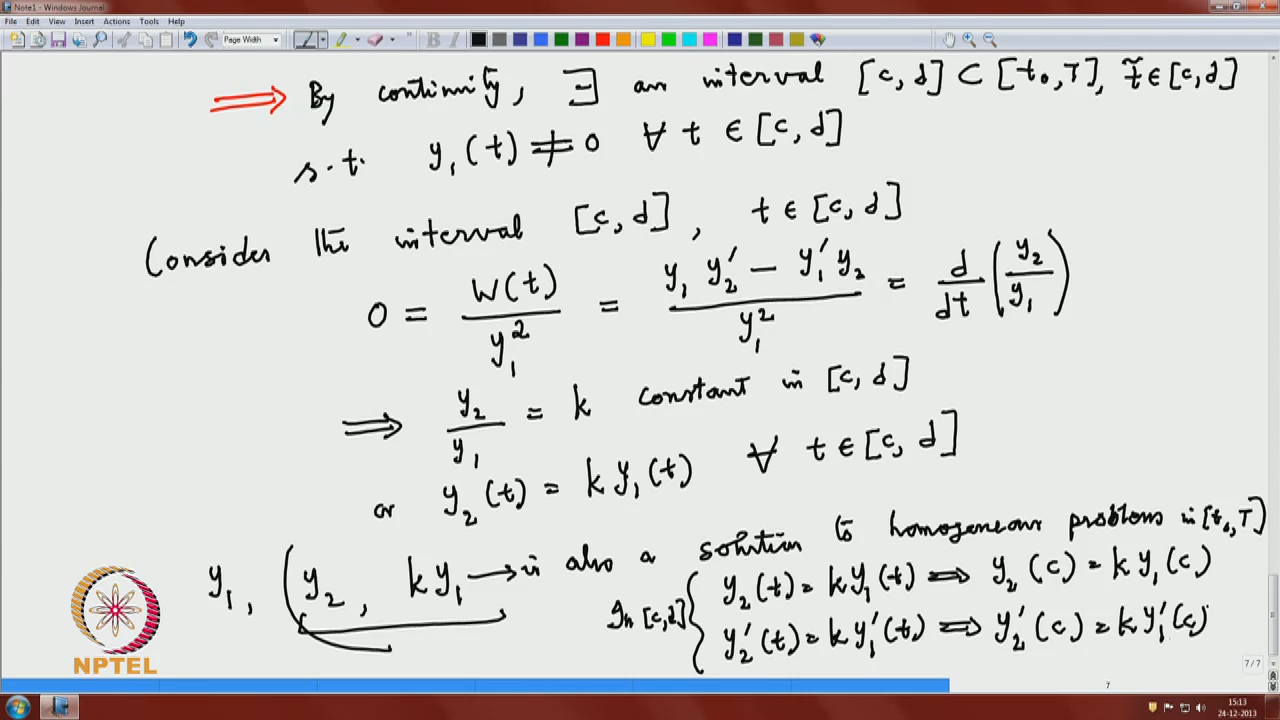 Note1 - Windows Journal
File Edit View Insert Actions Tools Help
Page Width
⟹ By continuity, ∃ an interval [c, d] ⊂ [t₀, T], t̄ ∈ [c, d]
s.t. y₁(t) ≠ 0 ∀ t ∈ [c, d]
Consider the interval [c, d], t ∈ [c, d]
0 = W(t)/y₁² = (y₁ y₂′ − y₁′ y₂)/y₁² = d/dt (y₂/y₁)
⟹ y₂/y₁ = k constant in [c, d]
or y₂(t) = k y₁(t) ∀ t ∈ [c, d]
y₁, (y₂, k y₁ → is also a solution to homogeneous problems in [t₀, T]
In [c, d] { y₂(t) = k y₁(t) ⟹ y₂(c) = k y₁(c)
y₂′(t) = k y₁′(t) ⟹ y₂′(c) = k y₁′(c)
NPTEL
7/7
7
15:13
24-12-2013